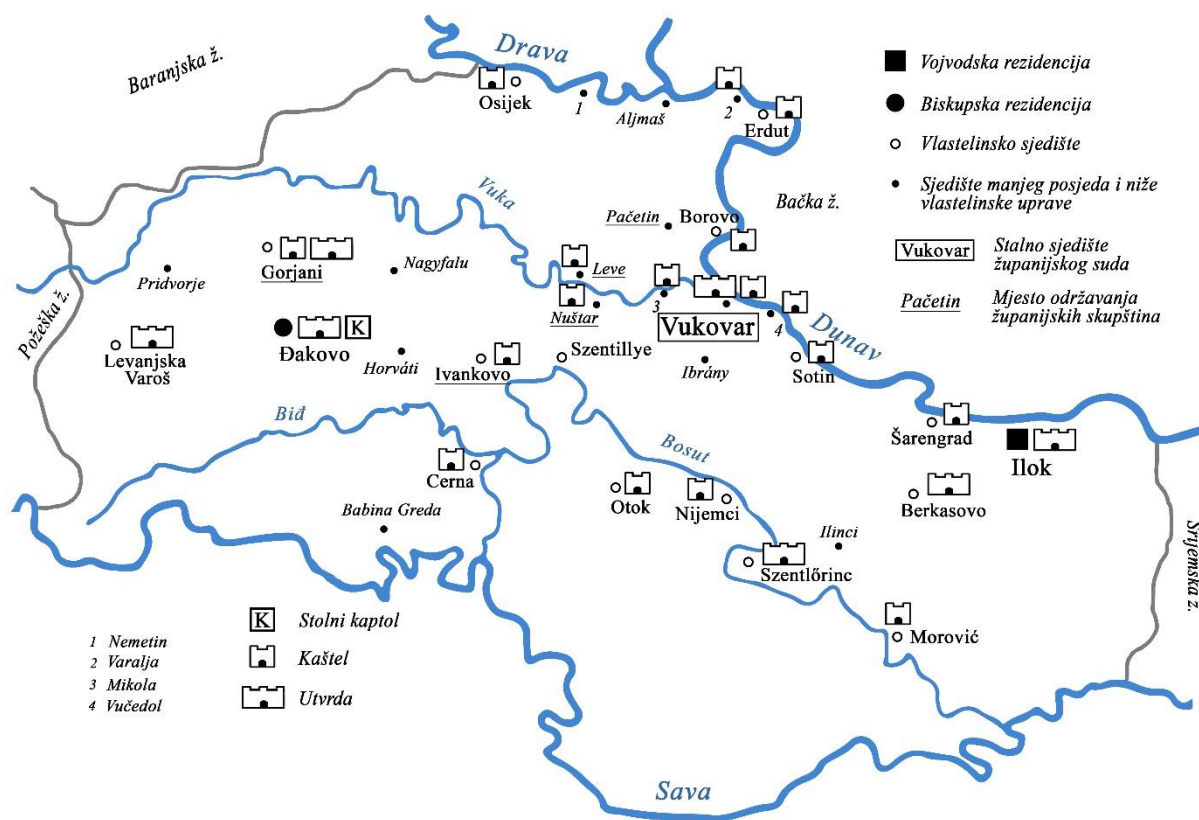 Drava
Baranjska ž.
Osijek
1
Aljmaš
2
Erdut
Vuka
Pačetin
Borovo
Bačka ž.
Gorjani
Pridvorje
Nagyfalu
Leve
Nuštar
3
Vukovar
4
Dunav
Požeška ž.
Levanjska
Varoš
Đakovo
K
Horváti
Ivankovo
Szentillye
Ibrány
Sotin
Šarengrad
Ilok
Biđ
Cerna
Bosut
Otok
Nijemci
Berkasovo
Babina Greda
Ilinci
Szentlőrinc
Morović
Srijemska ž.
Sava
Vojvodska rezidencija
Biskupska rezidencija
Vlastelinsko sjedište
Sjedište manjeg posjeda i niže
vlastelinske uprave
Vukovar Stalno sjedište
županijskog suda
Pačetin Mjesto održavanja
županijskih skupština
1 Nemetin
2 Varalja
3 Mikola
4 Vučedol
K Stolni kaptol
Kaštel
Utvrda